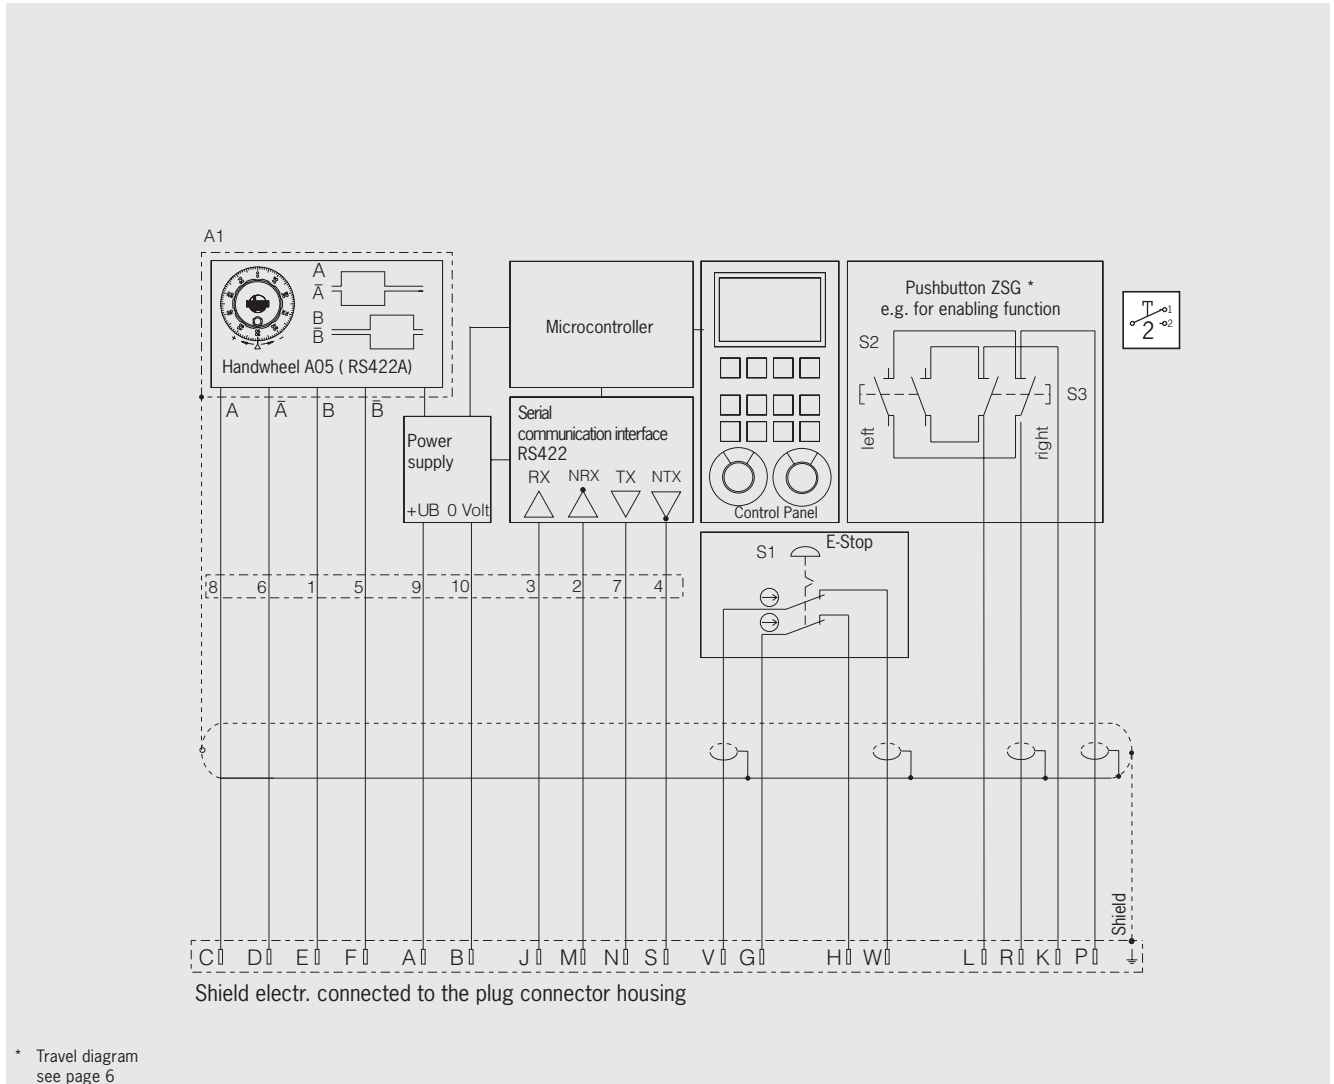 A1
A
A̅
B
B̅
+ −
Handwheel A05 ( RS422A)
A A̅ B B̅
Microcontroller
Power
supply
+UB 0 Volt
Serial
communication interface
RS422
RX NRX TX NTX
Control Panel
Pushbutton ZSG *
e.g. for enabling function
S2
S3
left
right
T
2
1
2
S1
E-Stop
8 6 1 5 9 10 3 2 7 4
Shield
C D E F A B J M N S V G H W L R K P
Shield electr. connected to the plug connector housing
* Travel diagram
see page 6